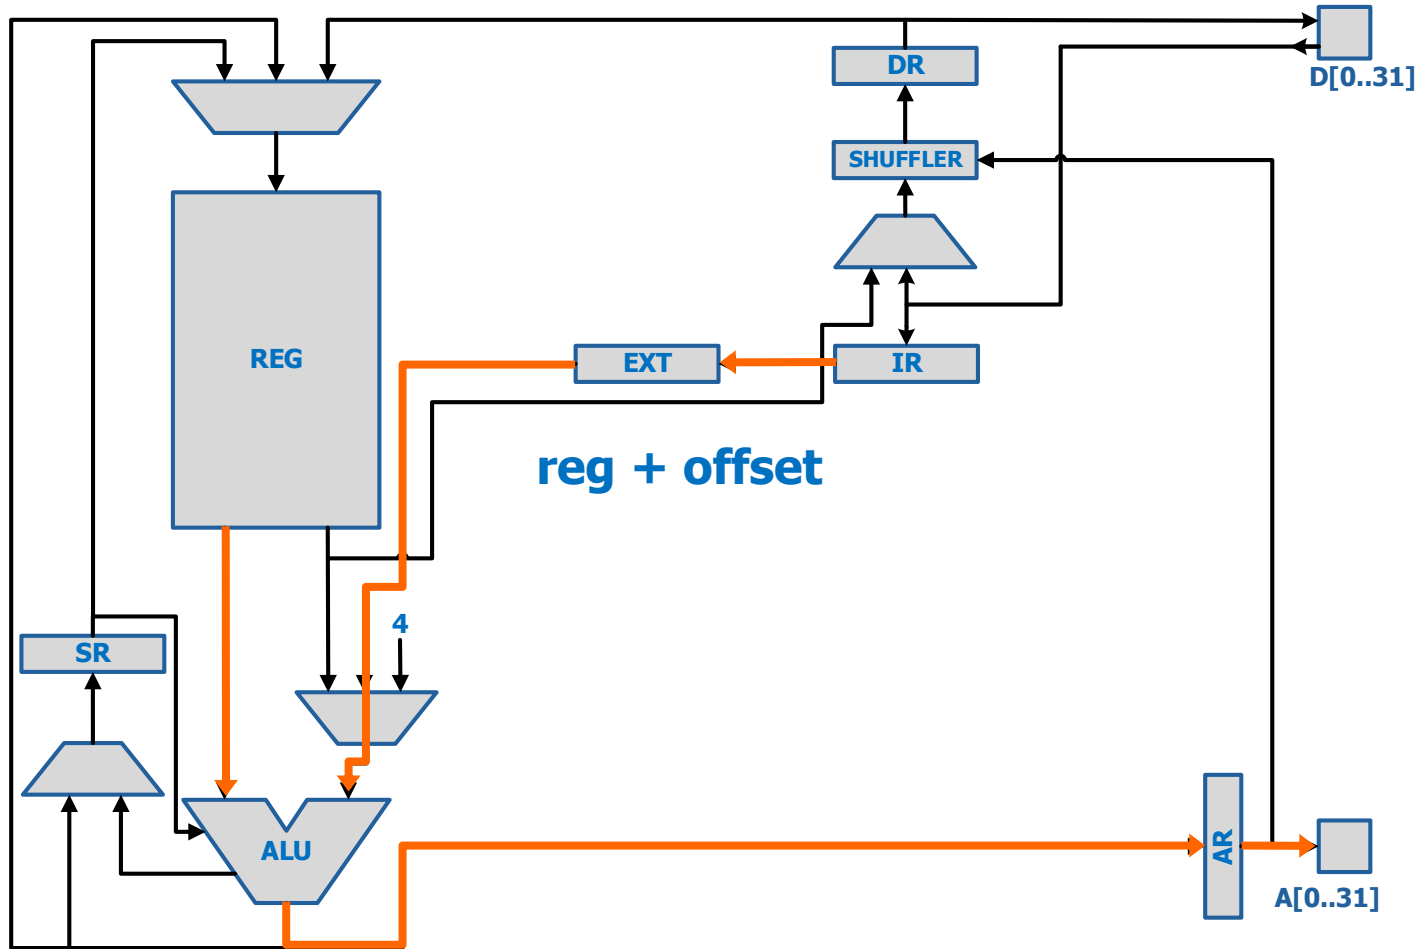 DR
D[0..31]
SHUFFLER
REG
EXT
IR
reg + offset
4
SR
ALU
AR
A[0..31]